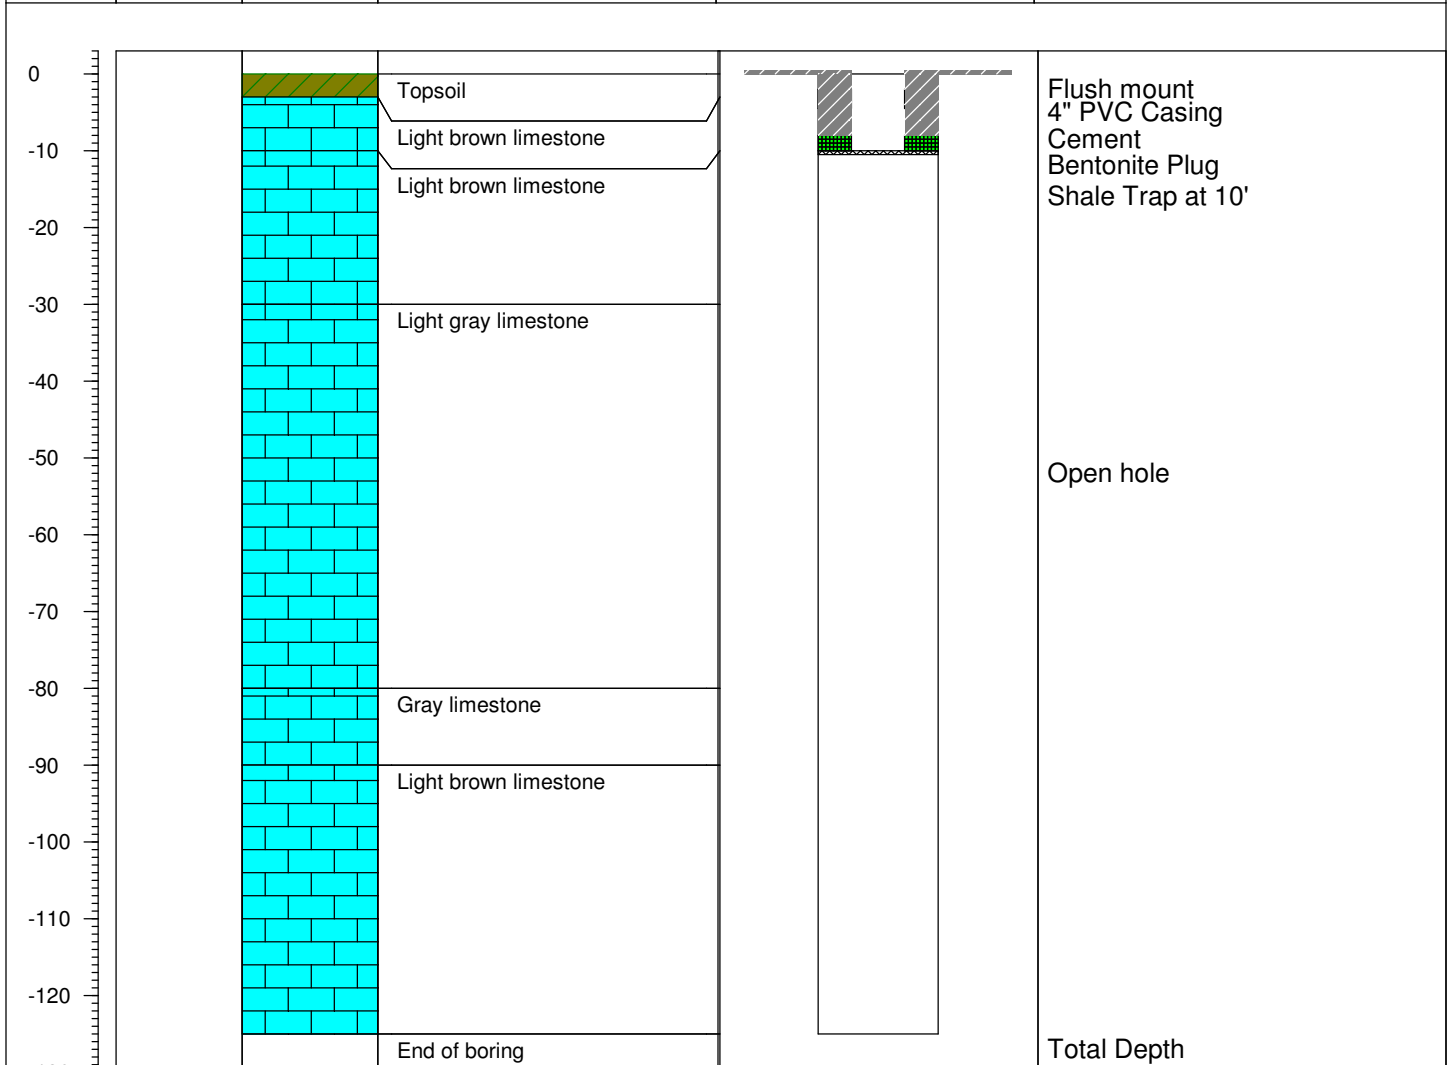 0
-10
-20
-30
-40
-50
-60
-70
-80
-90
-100
-110
-120
Topsoil
Light brown limestone
Light brown limestone
Light gray limestone
Gray limestone
Light brown limestone
End of boring
Flush mount
4" PVC Casing
Cement
Bentonite Plug
Shale Trap at 10'
Open hole
Total Depth